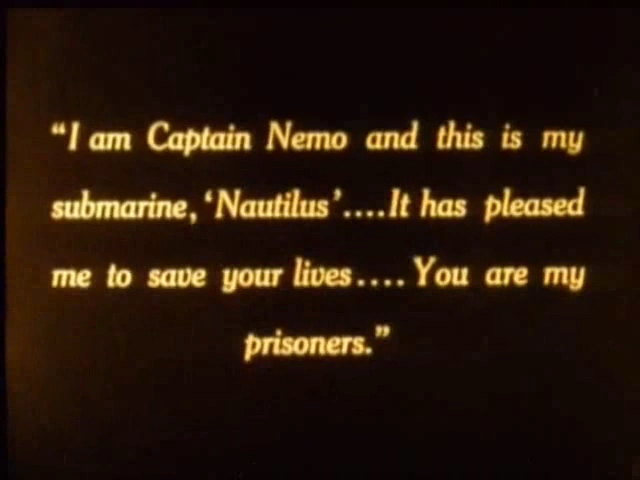 "I am Captain Nemo and this is my
submarine, 'Nautilus'....It has pleased
me to save your lives.... You are my
prisoners."